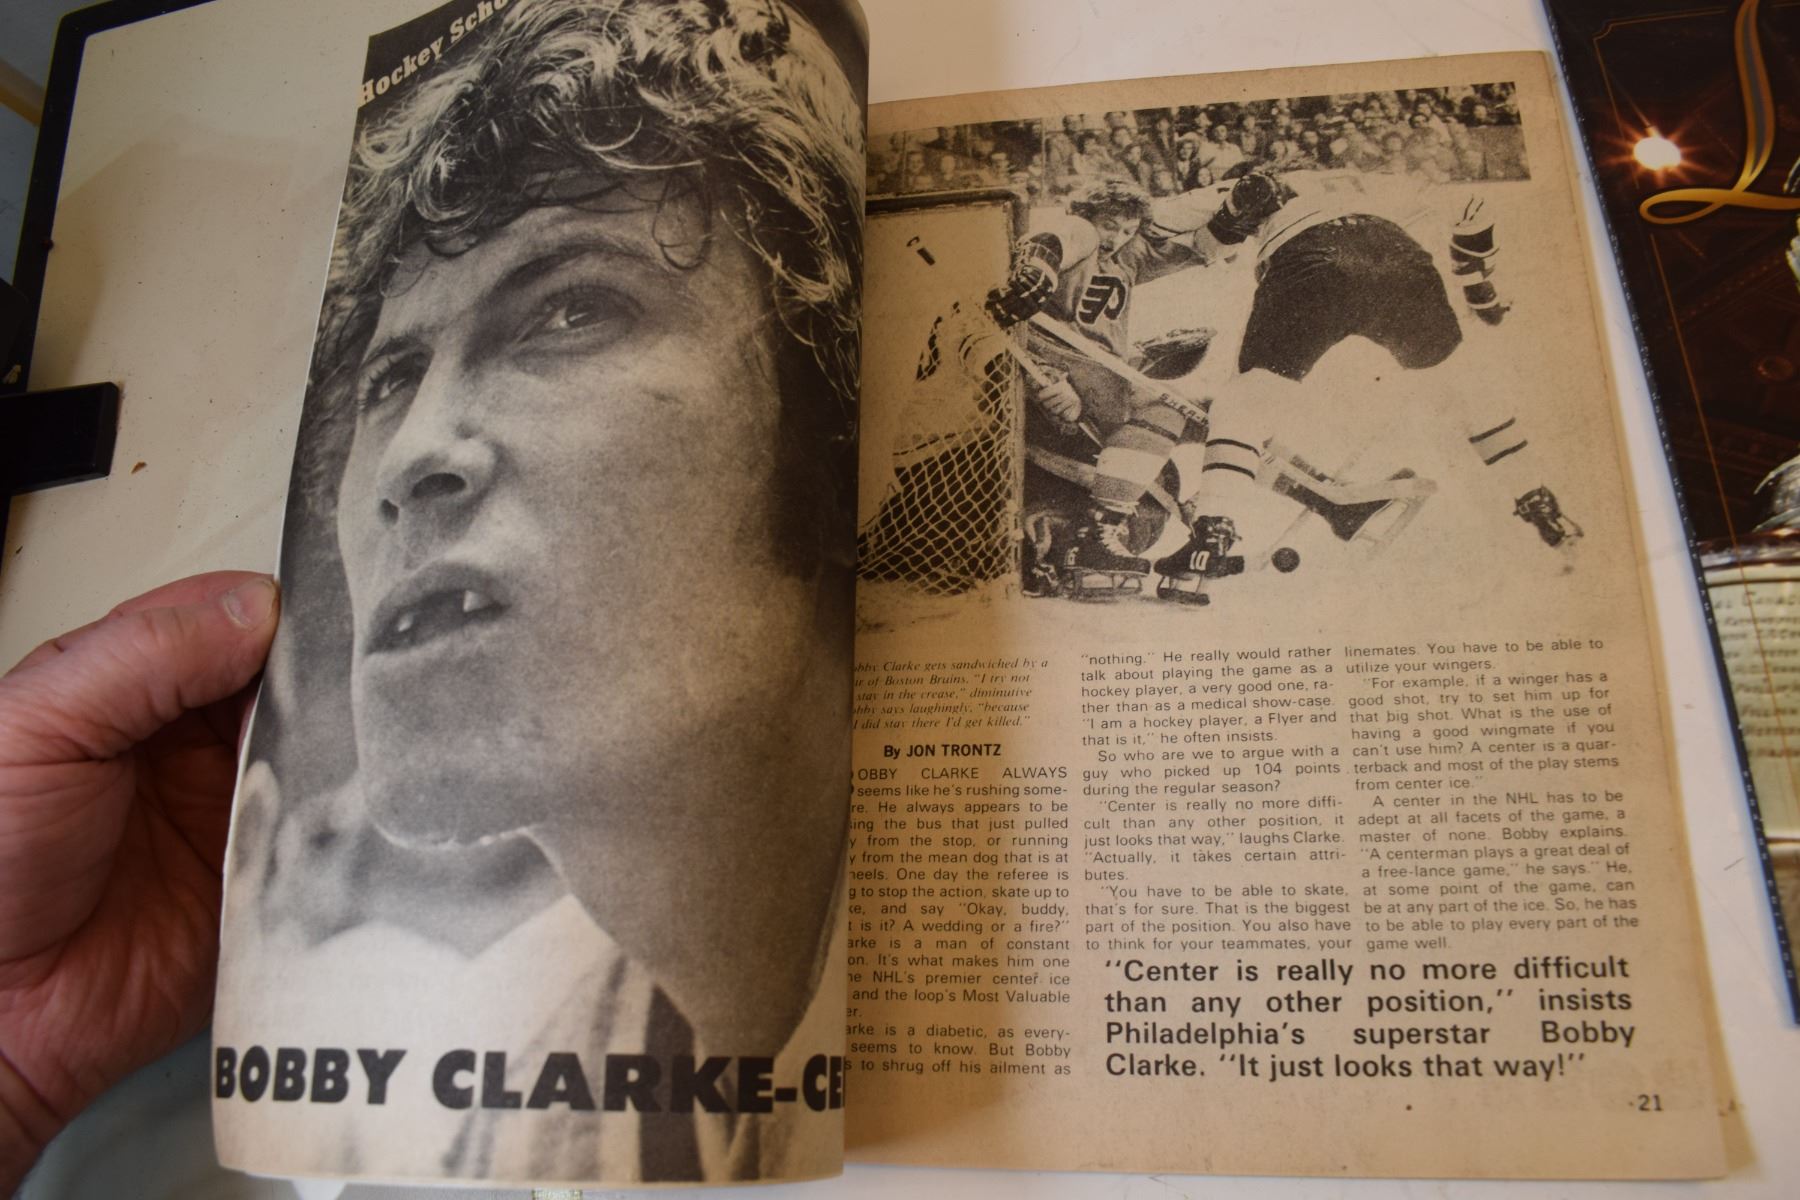 Hockey
BOBBY CLARKE-CE
Clarke gets sandwiched by a
of Boston Bruins. "I try not
stay in the crease," diminutive
says laughingly, "because
I did stay there I'd get killed."
By JON TRONTZ
OBBY CLARKE ALWAYS
seems like he's rushing some-
re. He always appears to be
ing the bus that just pulled
y from the stop, or running
y from the mean dog that is at
heels. One day the referee is
g to stop the action, skate up to
ke, and say "Okay, buddy,
t is it? A wedding or a fire?"
arke is a man of constant
on. It's what makes him one
he NHL's premier center ice
and the loop's Most Valuable
er.
arke is a diabetic, as every-
seems to know. But Bobby
s to shrug off his ailment as
"nothing." He really would rather
talk about playing the game as a
hockey player, a very good one, ra-
ther than as a medical show-case.
"I am a hockey player, a Flyer and
that is it," he often insists.
So who are we to argue with a
guy who picked up 104 points
during the regular season?
"Center is really no more diffi-
cult than any other position, it
just looks that way," laughs Clarke.
"Actually, it takes certain attri-
butes.
"You have to be able to skate,
that's for sure. That is the biggest
part of the position. You also have
to think for your teammates, your
linemates. You have to be able to
utilize your wingers.
"For example, if a winger has a
good shot, try to set him up for
that big shot. What is the use of
having a good wingmate if you
can't use him? A center is a quar-
terback and most of the play stems
from center ice."
A center in the NHL has to be
adept at all facets of the game, a
master of none. Bobby explains.
"A centerman plays a great deal of
a free-lance game," he says." He,
at some point of the game, can
be at any part of the ice. So, he has
to be able to play every part of the
game well.
"Center is really no more difficult
than any other position," insists
Philadelphia's superstar Bobby
Clarke. "It just looks that way!"
21